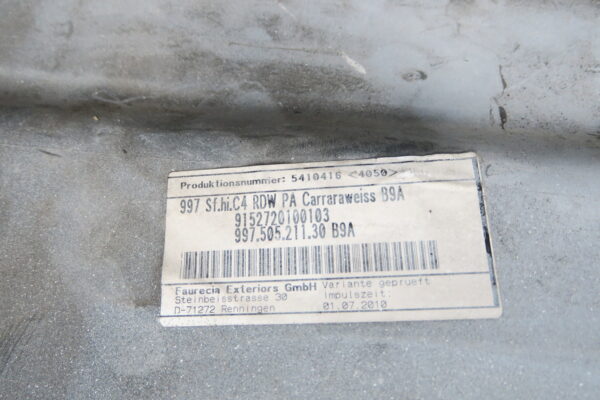 Produktionsnummer: 5410416 <4050>
997 Sf.hi.C4 RDW PA Carraraweiss B9A
9152720100103
997.505.211.30 B9A
Faurecia Exteriors GmbH Variante geprueft
Steinbeisstrasse 30 Impulszeit:
D-71272 Renningen 01.07.2010